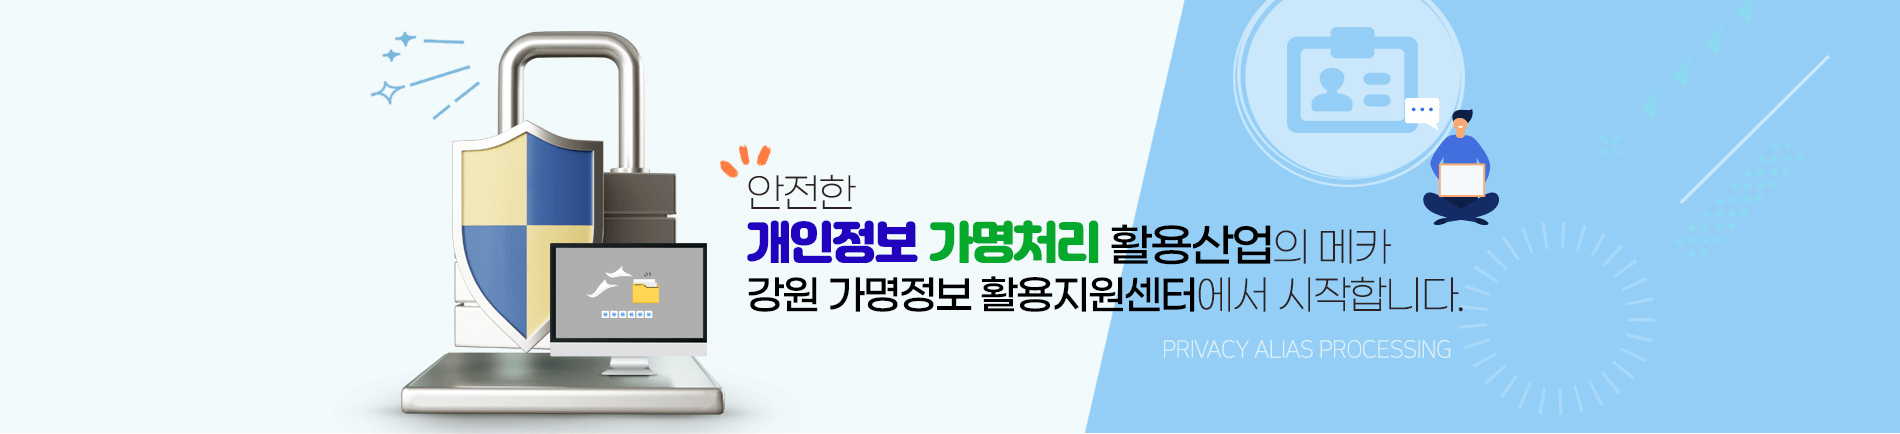 안전한
개인정보 가명처리 활용산업의 메카
강원 가명정보 활용지원센터에서 시작합니다.
PRIVACY ALIAS PROCESSING